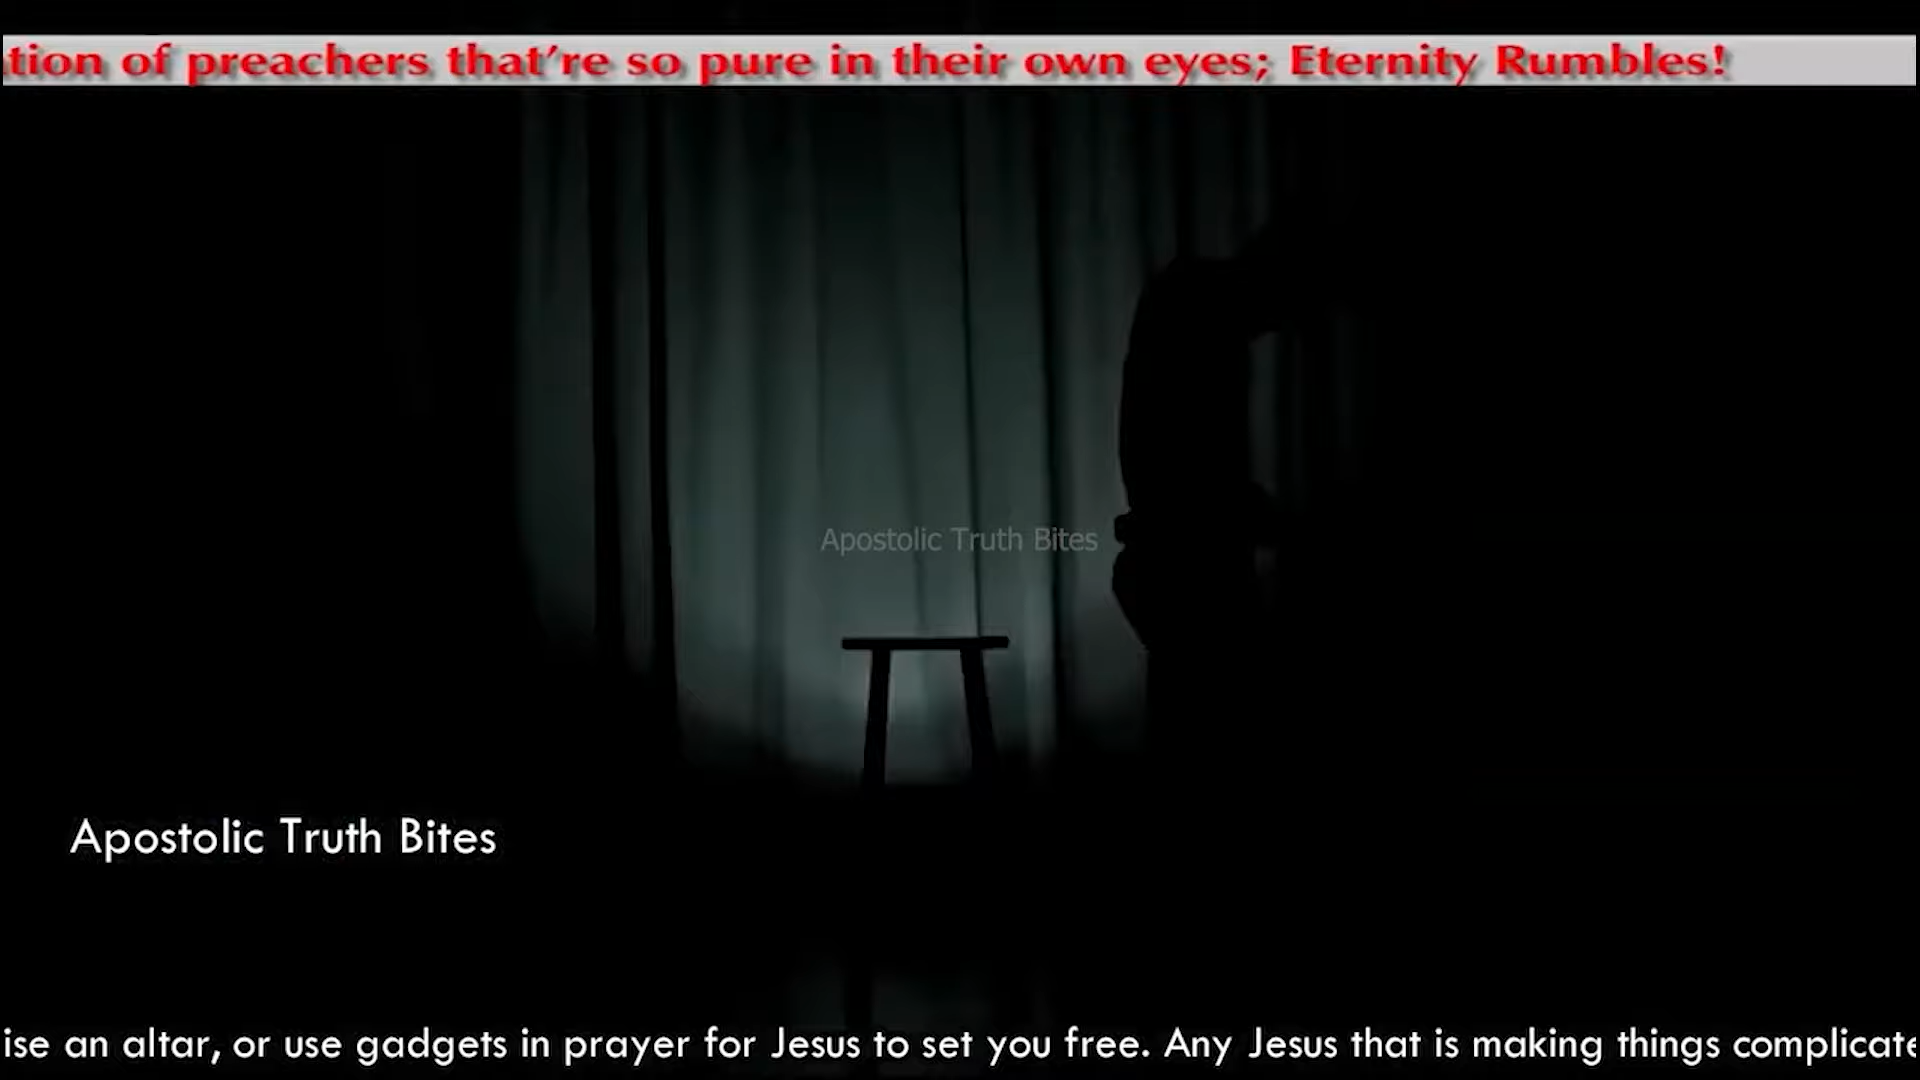 tion of preachers that're so pure in their own eyes; Eternity Rumbles!
Apostolic Truth Bites
Apostolic Truth Bites
ise an altar, or use gadgets in prayer for Jesus to set you free. Any Jesus that is making things complicate